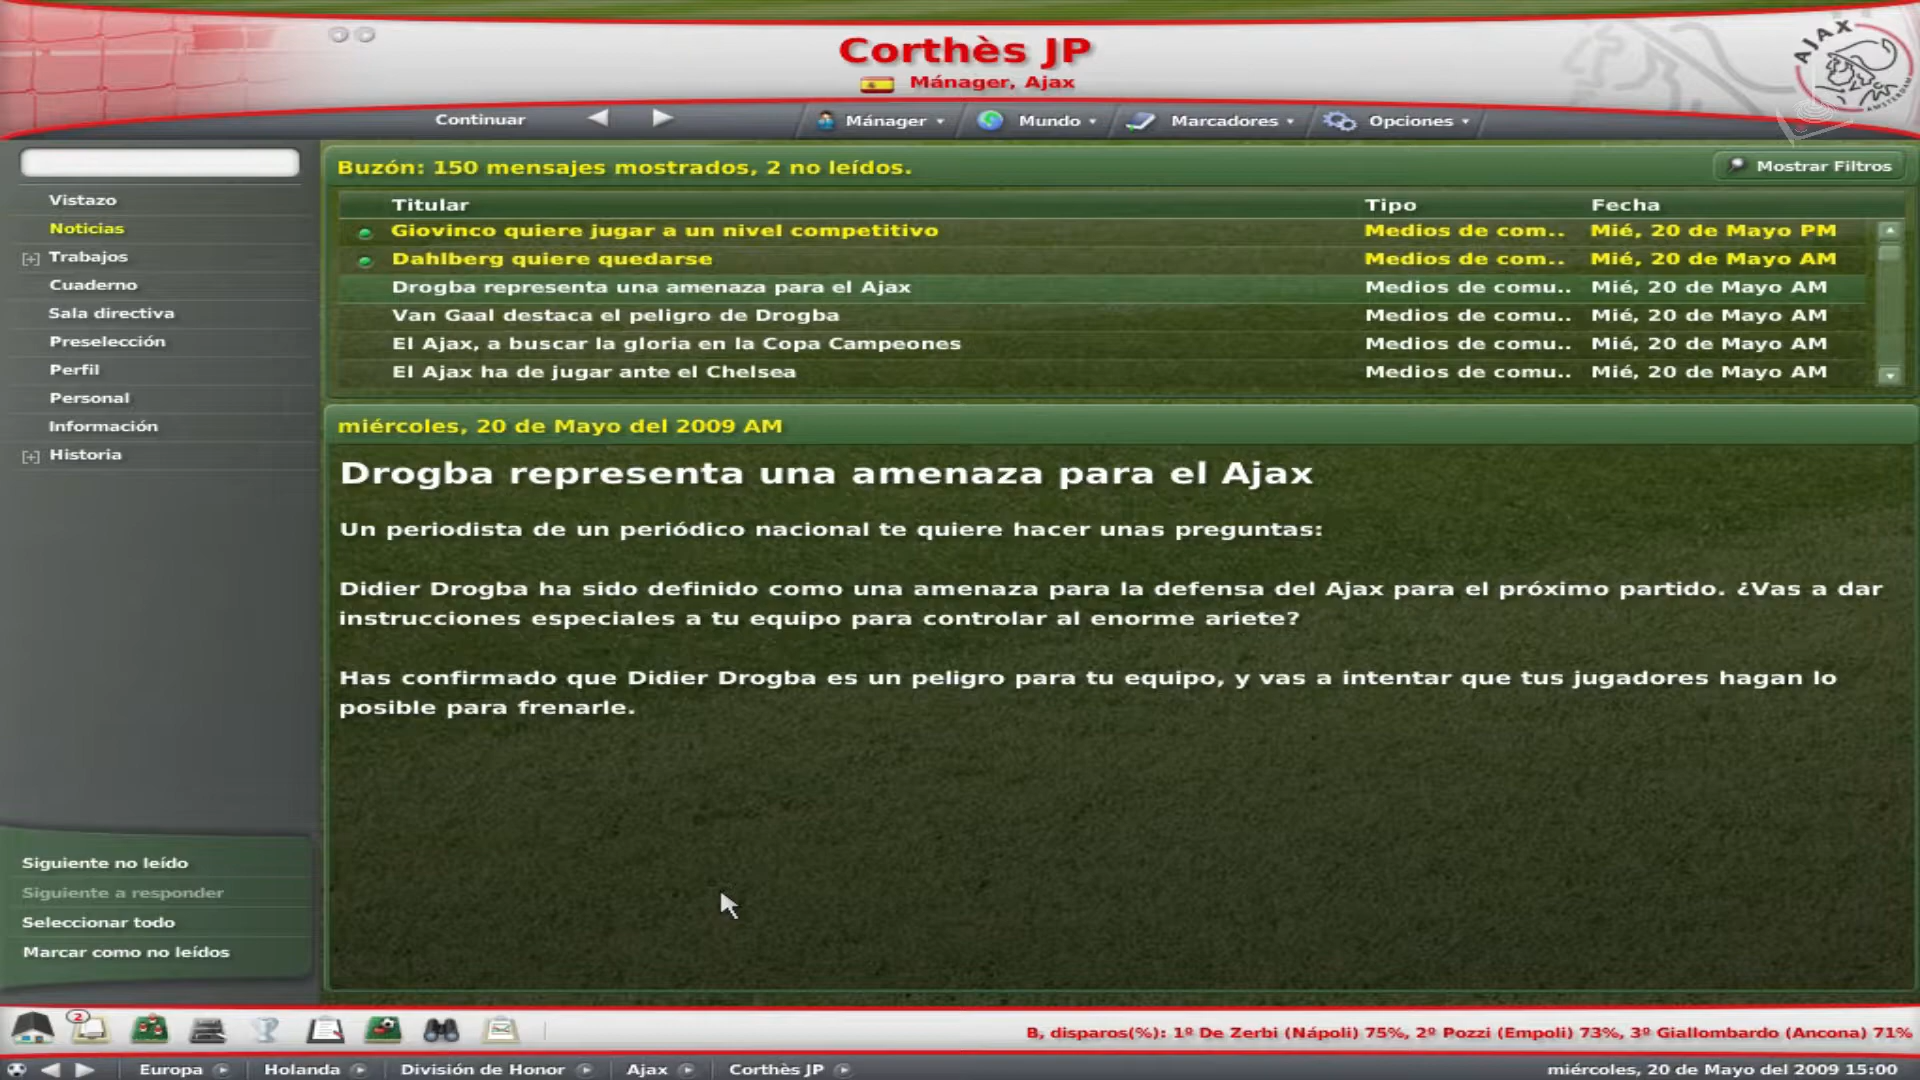 Corthès JP
Mánager, Ajax
AJAX
AMSTERDAM
Continuar
Mánager
Mundo
Marcadores
Opciones
Vistazo
Noticias
[+] Trabajos
Cuaderno
Sala directiva
Preselección
Perfil
Personal
Información
[+] Historia
Buzón: 150 mensajes mostrados, 2 no leídos.
Mostrar Filtros
Titular Tipo Fecha
Giovinco quiere jugar a un nivel competitivo Medios de com.. Mié, 20 de Mayo PM
Dahlberg quiere quedarse Medios de com.. Mié, 20 de Mayo AM
Drogba representa una amenaza para el Ajax Medios de comu.. Mié, 20 de Mayo AM
Van Gaal destaca el peligro de Drogba Medios de comu.. Mié, 20 de Mayo AM
El Ajax, a buscar la gloria en la Copa Campeones Medios de comu.. Mié, 20 de Mayo AM
El Ajax ha de jugar ante el Chelsea Medios de comu.. Mié, 20 de Mayo AM
miércoles, 20 de Mayo del 2009 AM
Drogba representa una amenaza para el Ajax
Un periodista de un periódico nacional te quiere hacer unas preguntas:
Didier Drogba ha sido definido como una amenaza para la defensa del Ajax para el próximo partido. ¿Vas a dar
instrucciones especiales a tu equipo para controlar al enorme ariete?
Has confirmado que Didier Drogba es un peligro para tu equipo, y vas a intentar que tus jugadores hagan lo
posible para frenarle.
Siguiente no leído
Siguiente a responder
Seleccionar todo
Marcar como no leídos
2
B, disparos(%): 1º De Zerbi (Nápoli) 75%, 2º Pozzi (Empoli) 73%, 3º Giallombardo (Ancona) 71%
Europa
Holanda
División de Honor
Ajax
Corthès JP
miércoles, 20 de Mayo del 2009 15:00